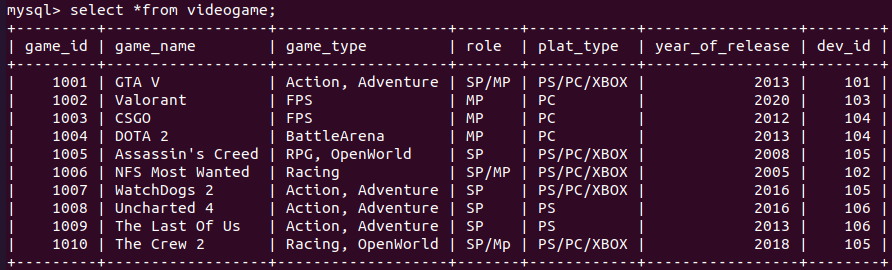 mysql> select *from videogame;
+---------+------------------+-------------------+-------+------------+-----------------+--------+
| game_id | game_name        | game_type         | role  | plat_type  | year_of_release | dev_id |
+---------+------------------+-------------------+-------+------------+-----------------+--------+
|    1001 | GTA V            | Action, Adventure | SP/MP | PS/PC/XBOX |            2013 |    101 |
|    1002 | Valorant         | FPS               | MP    | PC         |            2020 |    103 |
|    1003 | CSGO             | FPS               | MP    | PC         |            2012 |    104 |
|    1004 | DOTA 2           | BattleArena       | MP    | PC         |            2013 |    104 |
|    1005 | Assassin's Creed | RPG, OpenWorld    | SP    | PS/PC/XBOX |            2008 |    105 |
|    1006 | NFS Most Wanted  | Racing            | SP/MP | PS/PC/XBOX |            2005 |    102 |
|    1007 | WatchDogs 2      | Action, Adventure | SP    | PS/PC/XBOX |            2016 |    105 |
|    1008 | Uncharted 4      | Action, Adventure | SP    | PS         |            2016 |    106 |
|    1009 | The Last Of Us   | Action, Adventure | SP    | PS         |            2013 |    106 |
|    1010 | The Crew 2       | Racing, OpenWorld | SP/Mp | PS/PC/XBOX |            2018 |    105 |
+---------+------------------+-------------------+-------+------------+-----------------+--------+